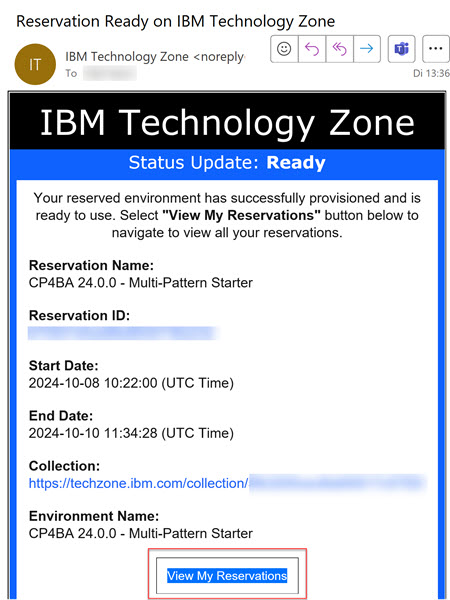 Reservation Ready on IBM Technology Zone
IT
IBM Technology Zone <noreply
To
Di 13:36
IBM Technology Zone
Status Update: Ready
Your reserved environment has successfully provisioned and is
ready to use. Select "View My Reservations" button below to
navigate to view all your reservations.
Reservation Name:
CP4BA 24.0.0 - Multi-Pattern Starter
Reservation ID:
Start Date:
2024-10-08 10:22:00 (UTC Time)
End Date:
2024-10-10 11:34:28 (UTC Time)
Collection:
https://techzone.ibm.com/collection/
Environment Name:
CP4BA 24.0.0 - Multi-Pattern Starter
View My Reservations